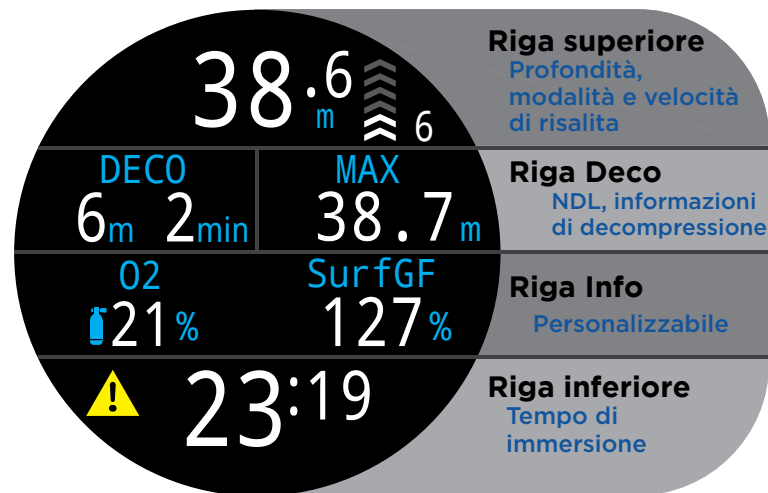 38.6
m
6
Riga superiore
Profondità,
modalità e velocità
di risalita
DECO
MAX
6m 2min
38.7m
Riga Deco
NDL, informazioni
di decompressione
O2
SurfGF
21%
127%
Riga Info
Personalizzabile
23:19
Riga inferiore
Tempo di
immersione